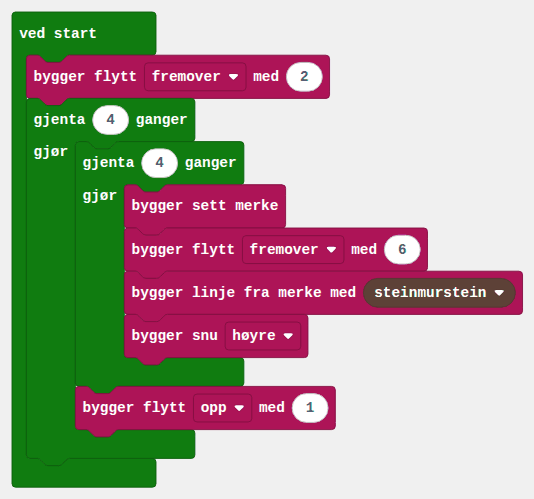 ved start
bygger flytt fremover med 2
gjenta 4 ganger
gjør
gjenta 4 ganger
gjør
bygger sett merke
bygger flytt fremover med 6
bygger linje fra merke med steinmurstein
bygger snu høyre
bygger flytt opp med 1